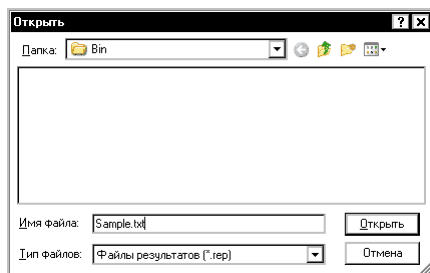 Открыть
Папка: Bin
Имя файла: Sample.txt Открыть
Тип файлов: Файлы результатов (*.rep) Отмена